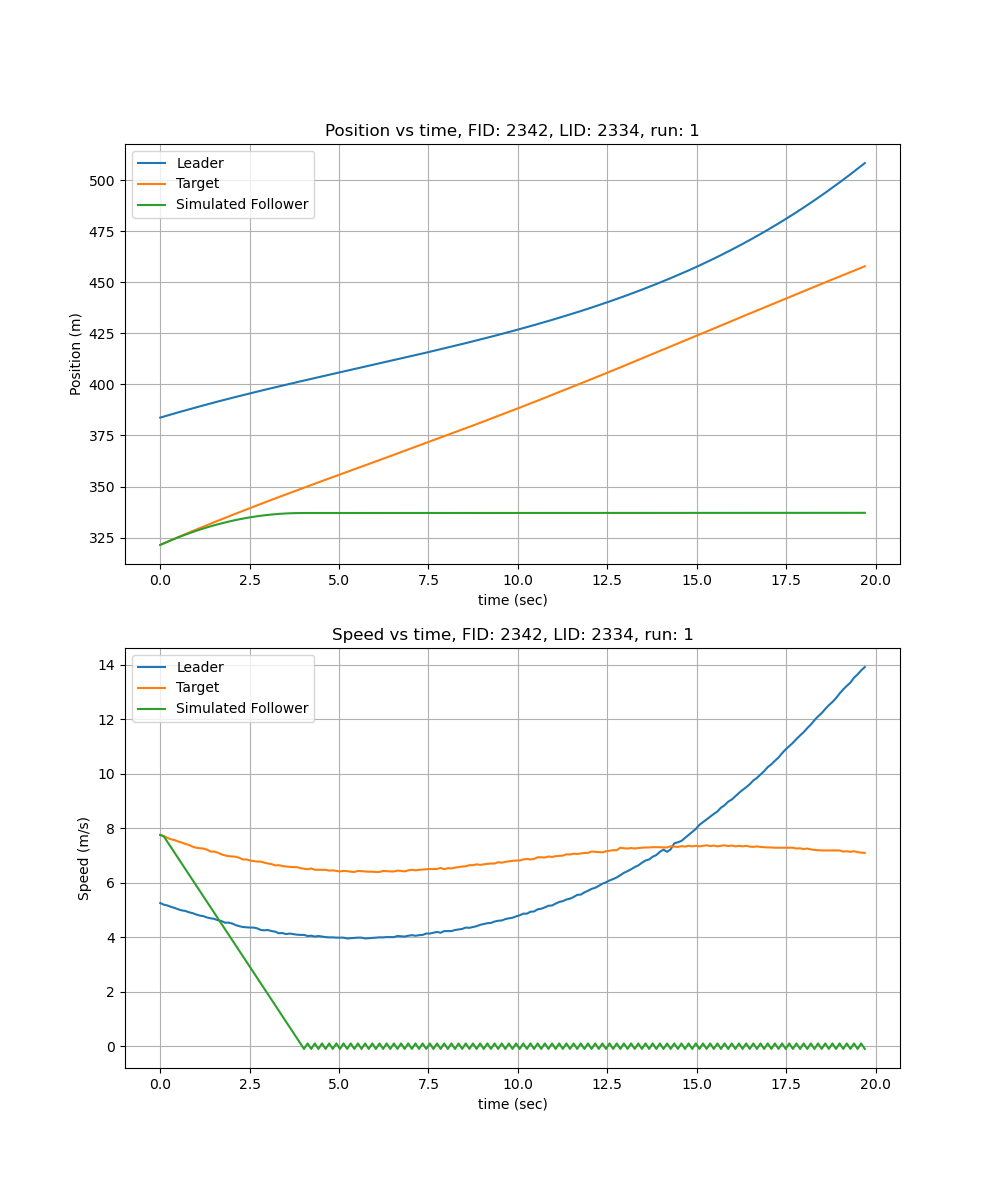 Position vs time, FID: 2342, LID: 2334, run: 1
Leader
Target
Simulated Follower
500
475
450
425
400
375
350
325
Position (m)
0.0 2.5 5.0 7.5 10.0 12.5 15.0 17.5 20.0
time (sec)
Speed vs time, FID: 2342, LID: 2334, run: 1
Leader
Target
Simulated Follower
14
12
10
8
6
4
2
0
Speed (m/s)
0.0 2.5 5.0 7.5 10.0 12.5 15.0 17.5 20.0
time (sec)